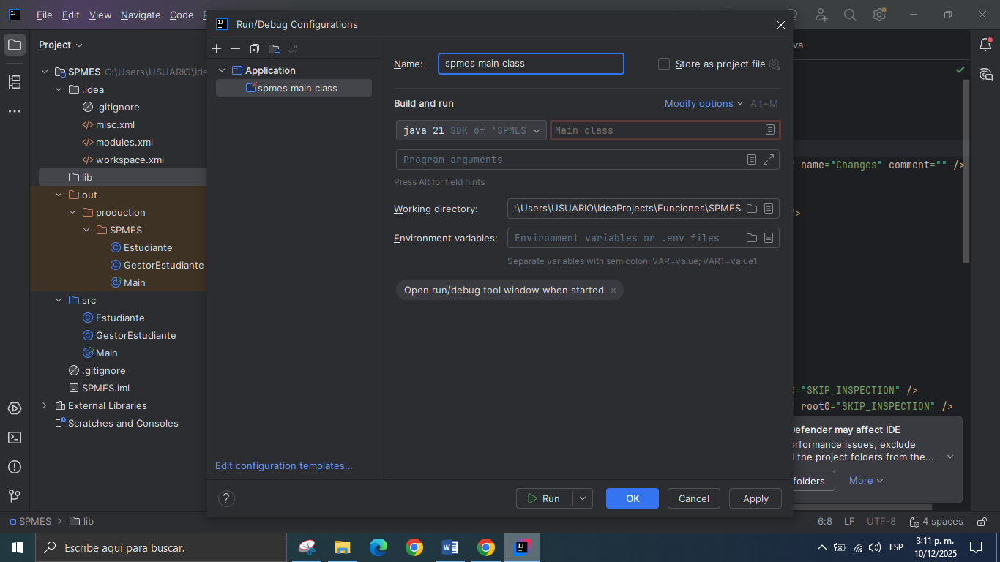 File Edit View Navigate Code
Run/Debug Configurations
Project
SPMES C:\Users\USUARIO\Ide
.idea
.gitignore
misc.xml
modules.xml
workspace.xml
lib
out
production
SPMES
Estudiante
GestorEstudiante
Main
src
Estudiante
GestorEstudiante
Main
.gitignore
SPMES.iml
External Libraries
Scratches and Consoles
Application
spmes main class
Edit configuration templates...
Name: spmes main class Store as project file
Build and run Modify options Alt+M
java 21 SDK of 'SPMES Main class
Program arguments
Press Alt for field hints
Working directory: :\Users\USUARIO\IdeaProjects\Funciones\SPMES
Environment variables: Environment variables or .env files
Separate variables with semicolon: VAR=value; VAR1=value1
Open run/debug tool window when started
? Run OK Cancel Apply
va
name="Changes" comment="" />
/>
="SKIP_INSPECTION" />
root0="SKIP_INSPECTION" />
Defender may affect IDE
erformance issues, exclude
the project folders from the...
folders More
SPMES lib
6:8 LF UTF-8 4 spaces
Escribe aquí para buscar.
ESP
3:11 p. m.
10/12/2025